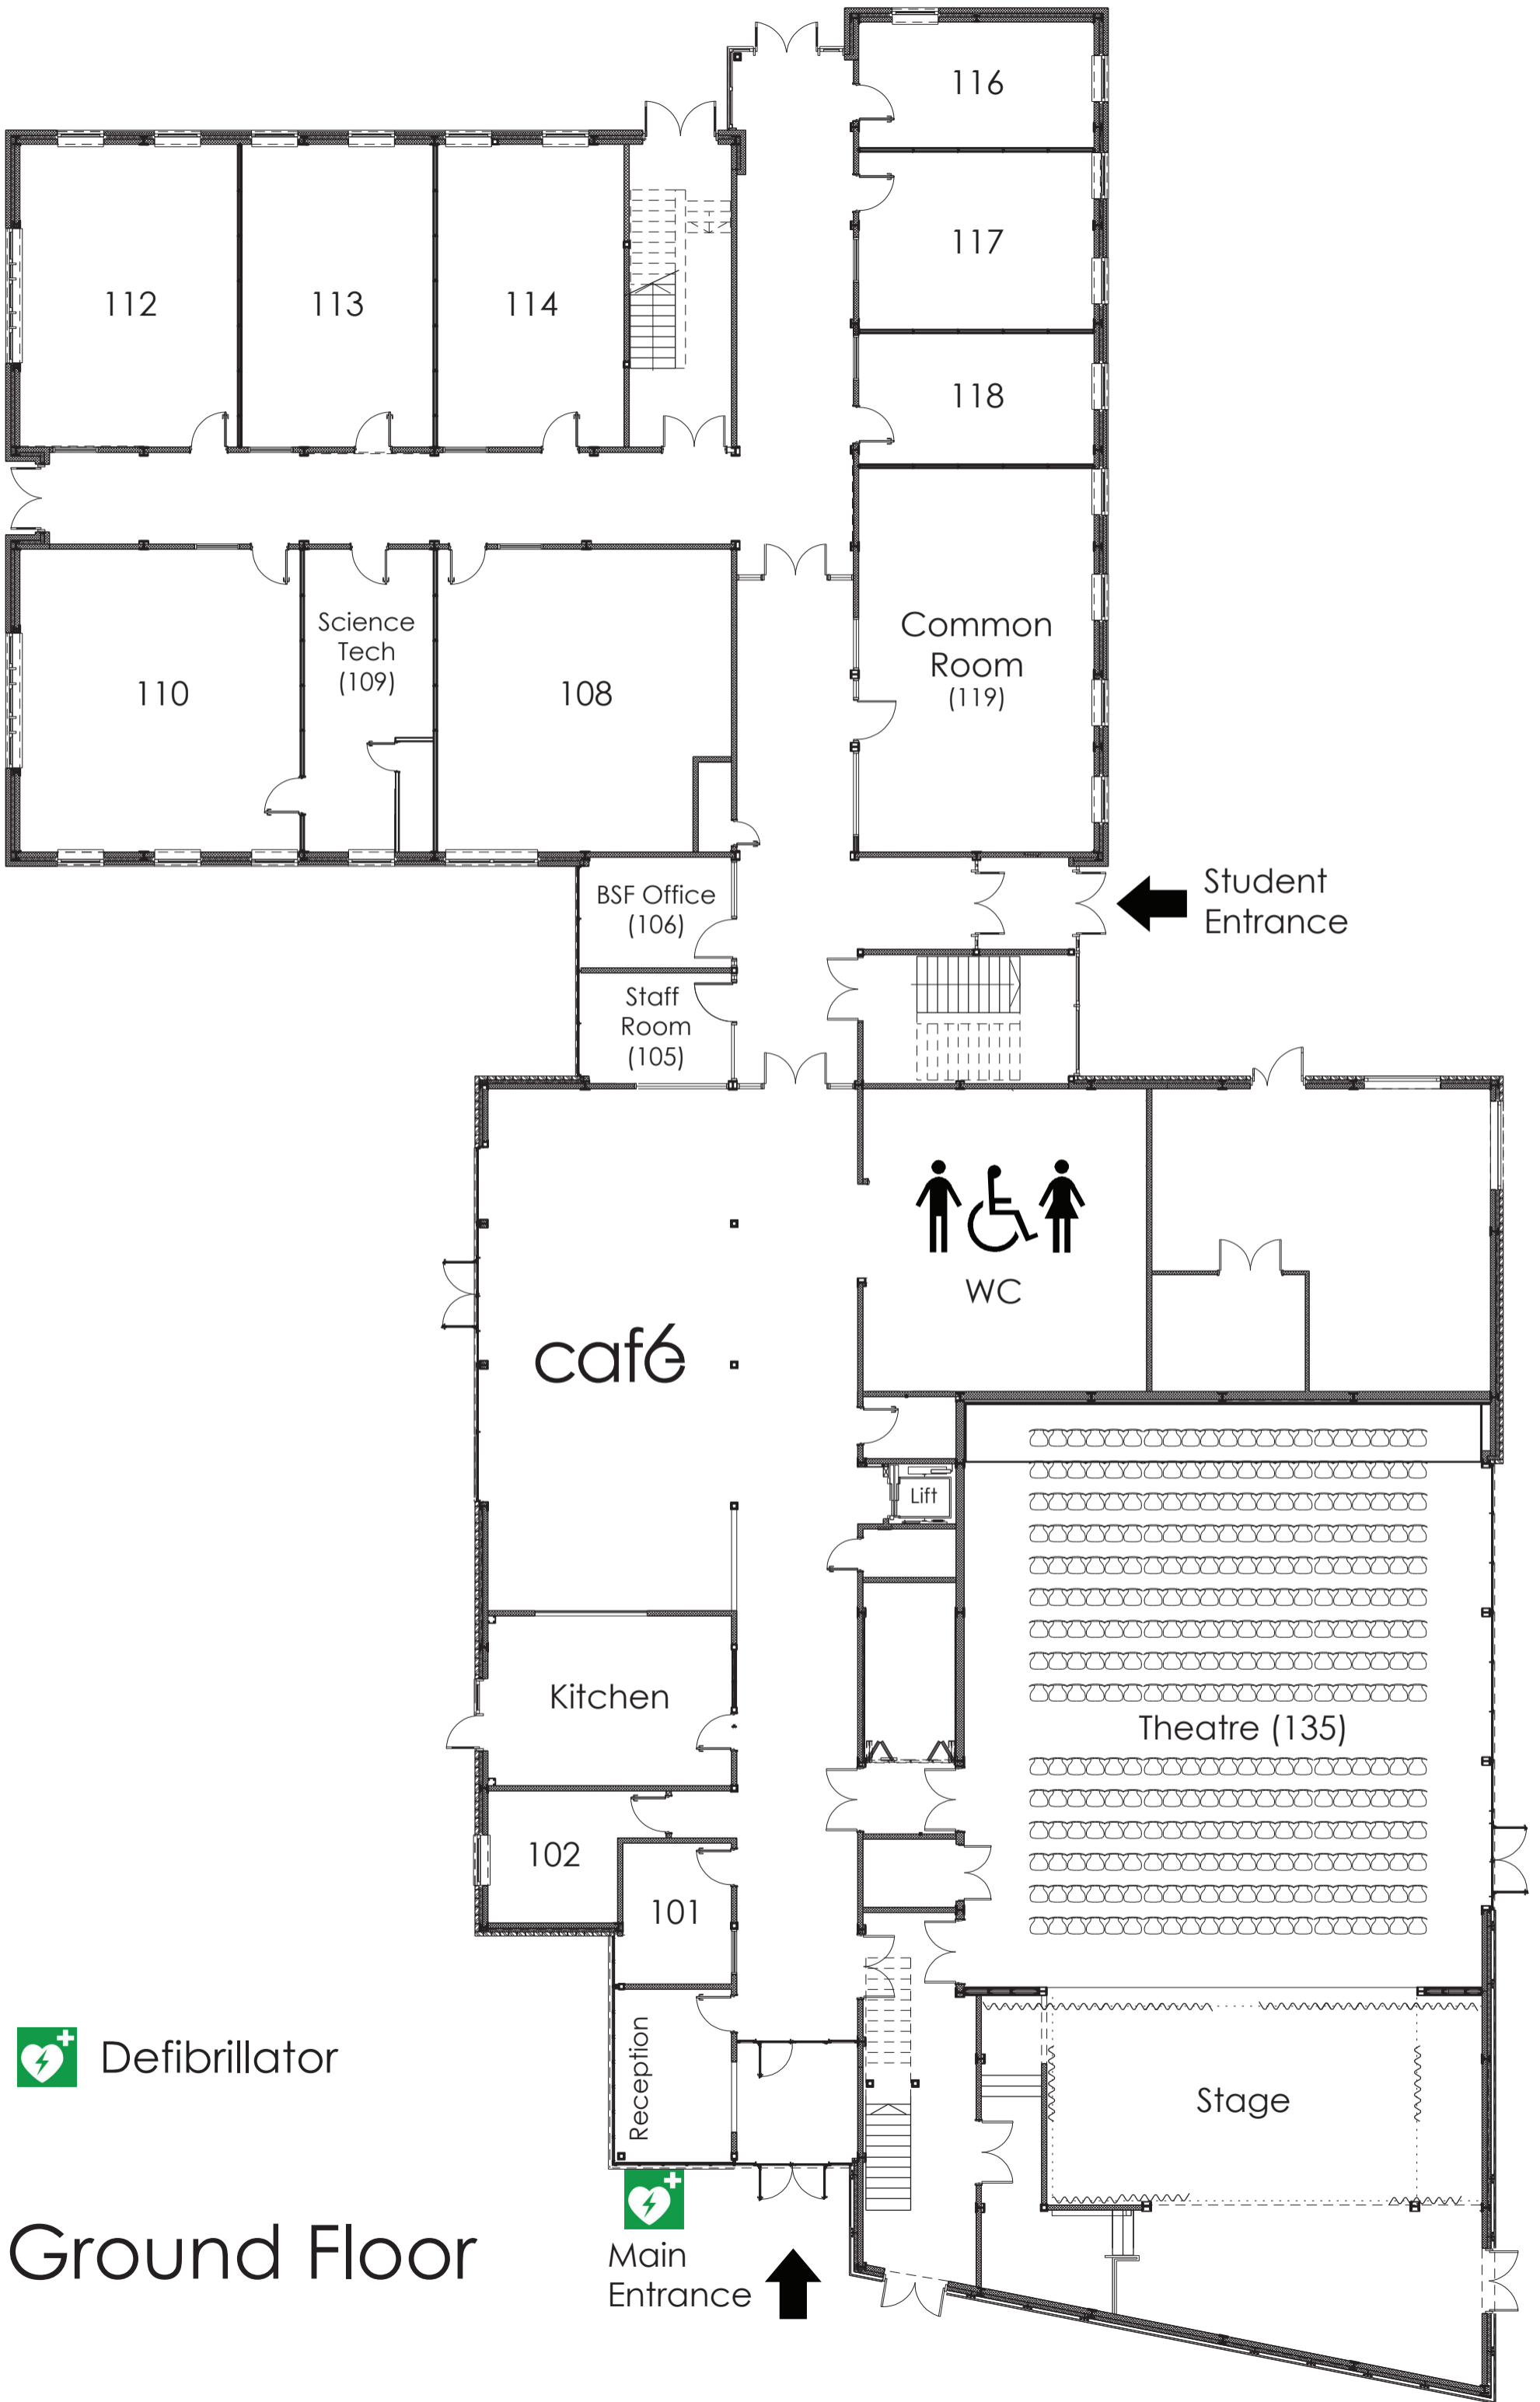 116
117
112
113
114
118
Common
Room
(119)
Science
Tech
(109)
110
108
Student
Entrance
BSF Office
(106)
Staff
Room
(105)
WC
café
Lift
Kitchen
Theatre (135)
102
101
Reception
Defibrillator
Stage
Ground Floor
Main
Entrance